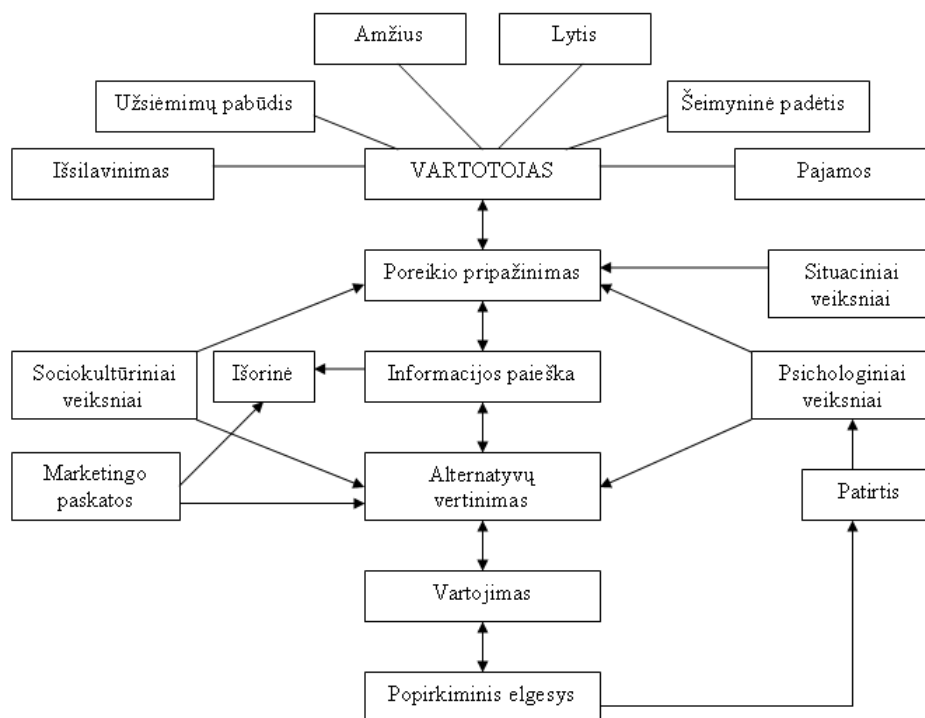 Amžius
Lytis
Užsiėmimų pabūdis
Šeimyninė padėtis
Išsilavinimas
VARTOTOJAS
Pajamos
Poreikio pripažinimas
Situaciniai
veiksniai
Sociokultūriniai
veiksniai
Išorinė
Informacijos paieška
Psichologiniai
veiksniai
Marketingo
paskatos
Alternatyvų
vertinimas
Patirtis
Vartojimas
Popirkiminis elgesys